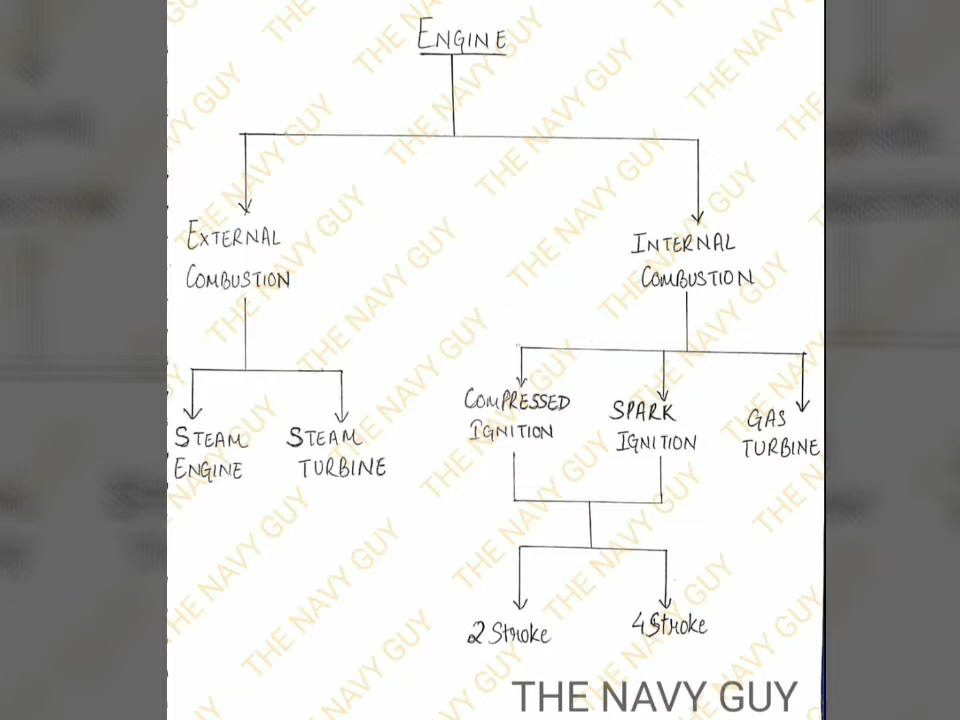 ENGINE
EXTERNAL
COMBUSTION
INTERNAL
COMBUSTION
STEAM
ENGINE
STEAM
TURBINE
COMPRESSED
IGNITION
SPARK
IGNITION
GAS
TURBINE
2 Stroke
4 Stroke
THE NAVY GUY